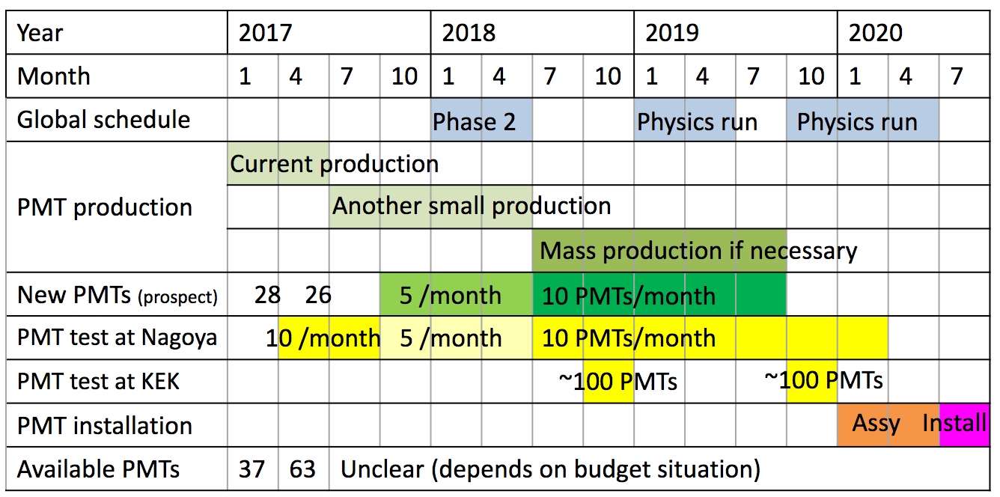 Year 2017 2018 2019 2020
Month 1 4 7 10 1 4 7 10 1 4 7 10 1 4 7
Global schedule Phase 2 Physics run Physics run
Current production
PMT production Another small production
Mass production if necessary
New PMTs (prospect) 28 26 5 /month 10 PMTs/month
PMT test at Nagoya 10 /month 5 /month 10 PMTs/month
PMT test at KEK ~100 PMTs ~100 PMTs
PMT installation Assy Install
Available PMTs 37 63 Unclear (depends on budget situation)